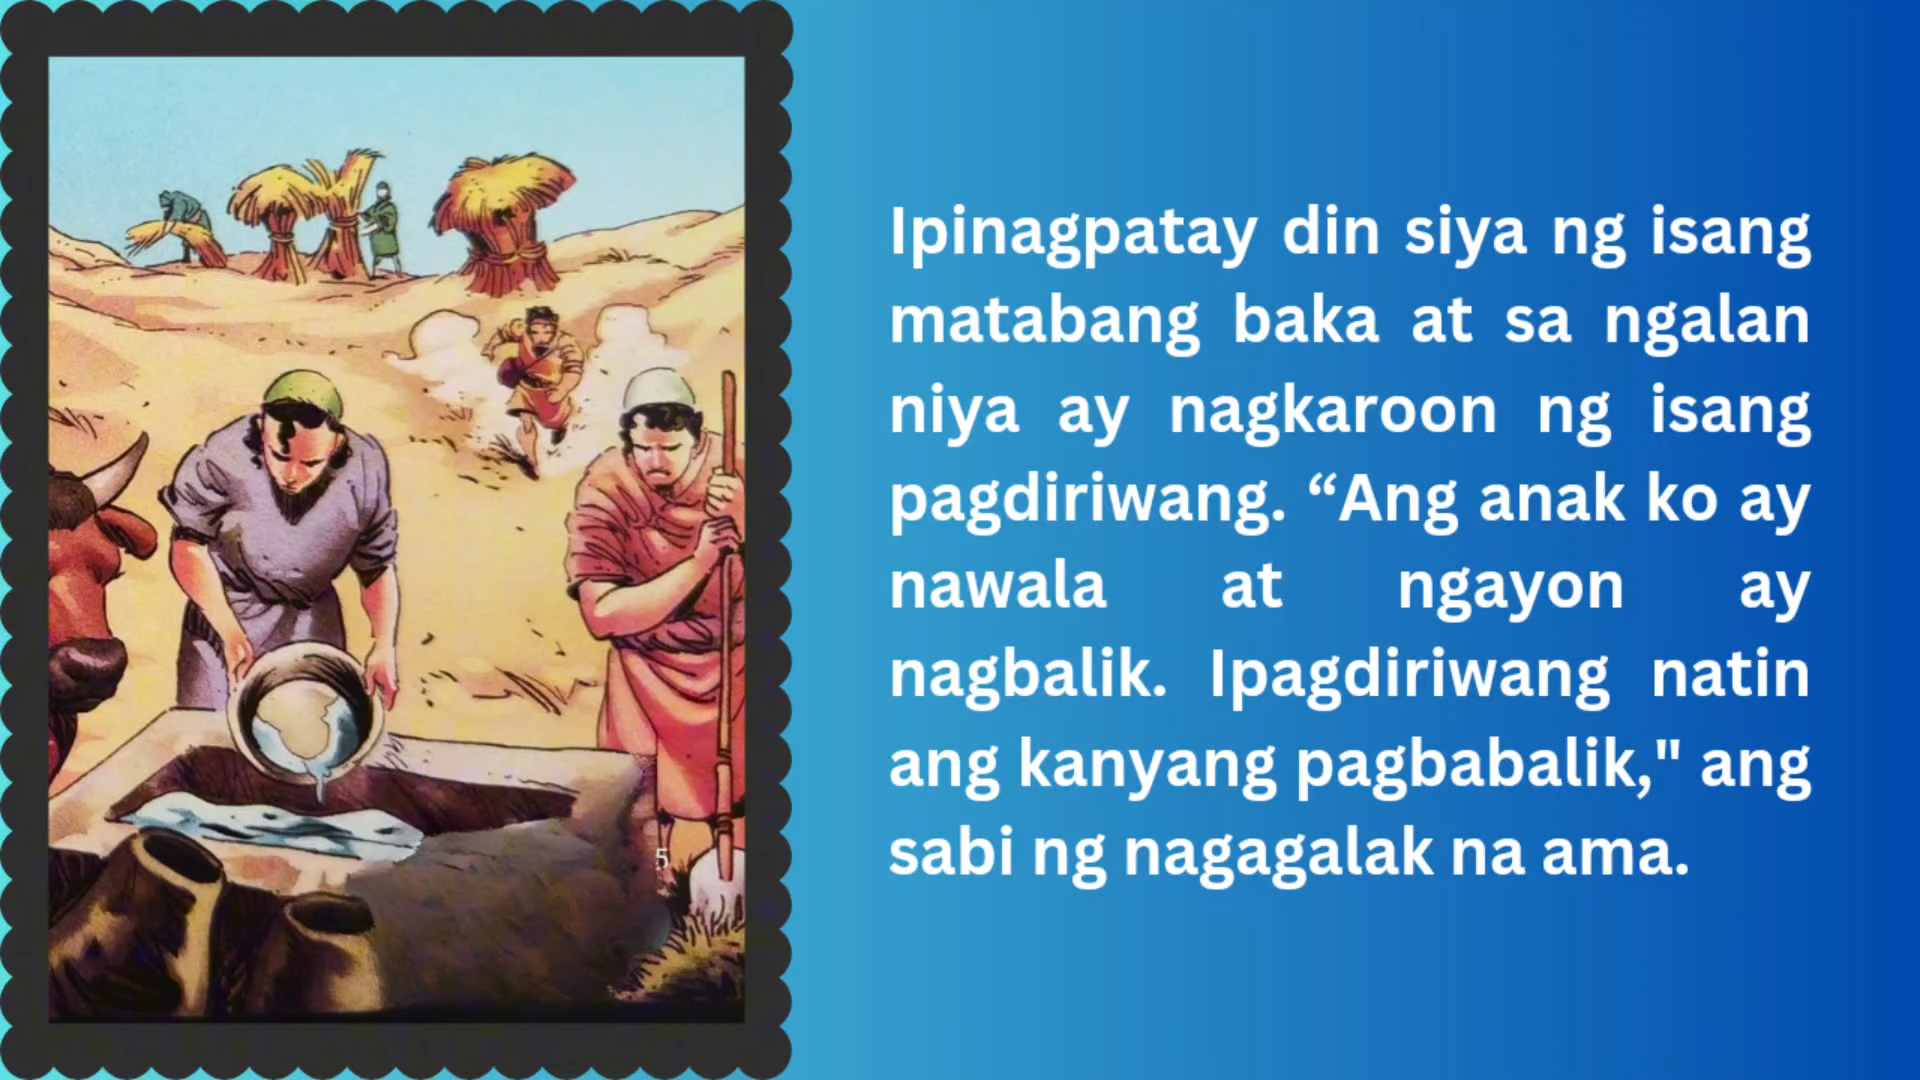 Ipinagpatay din siya ng isang
matabang baka at sa ngalan
niya ay nagkaroon ng isang
pagdiriwang. “Ang anak ko ay
nawala at ngayon ay
nagbalik. Ipagdiriwang natin
ang kanyang pagbabalik," ang
sabi ng nagagalak na ama.
5